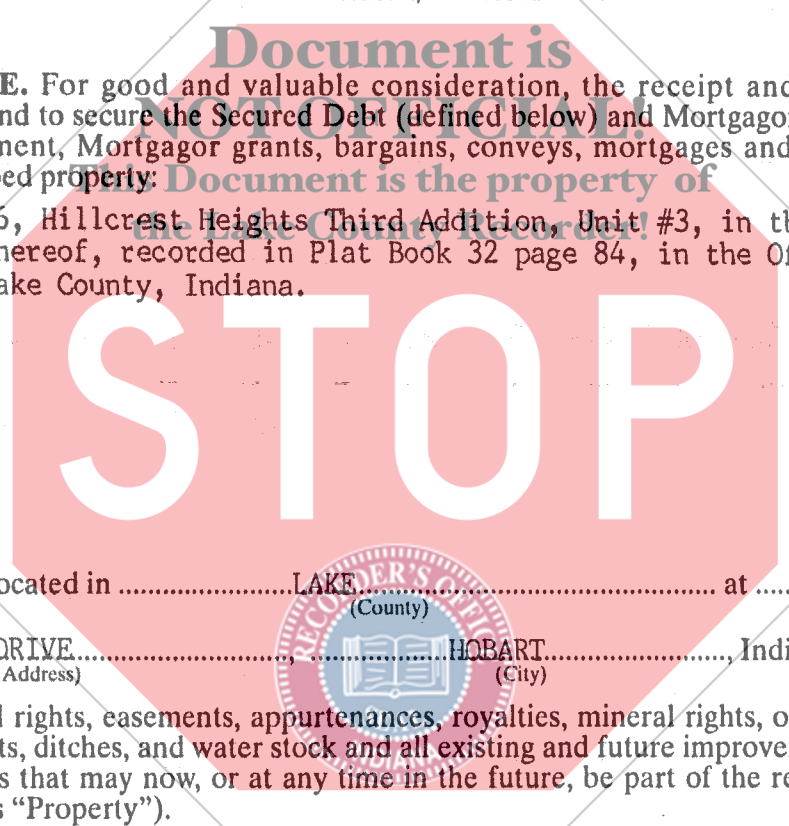 Document is
E. For good and valuable consideration, the receipt and
NOT OFFICIAL!
nd to secure the Secured Debt (defined below) and Mortgago
nent, Mortgagor grants, bargains, conveys, mortgages and
ed property:
This Document is the property of
the Lake County Recorder!
, Hillcrest Heights Third Addition, Unit #3, in th
hereof, recorded in Plat Book 32 page 84, in the Of
ake County, Indiana.
STOP
ocated in ......................LAKE.............................................. at .....
(County)
DRIVE..........................., .................HOBART......................., Indi
Address)
(City)
RECORDER'S OFFICE
INDIANA
l rights, easements, appurtenances, royalties, mineral rights, o
ts, ditches, and water stock and all existing and future improve
s that may now, or at any time in the future, be part of the re
s “Property”).